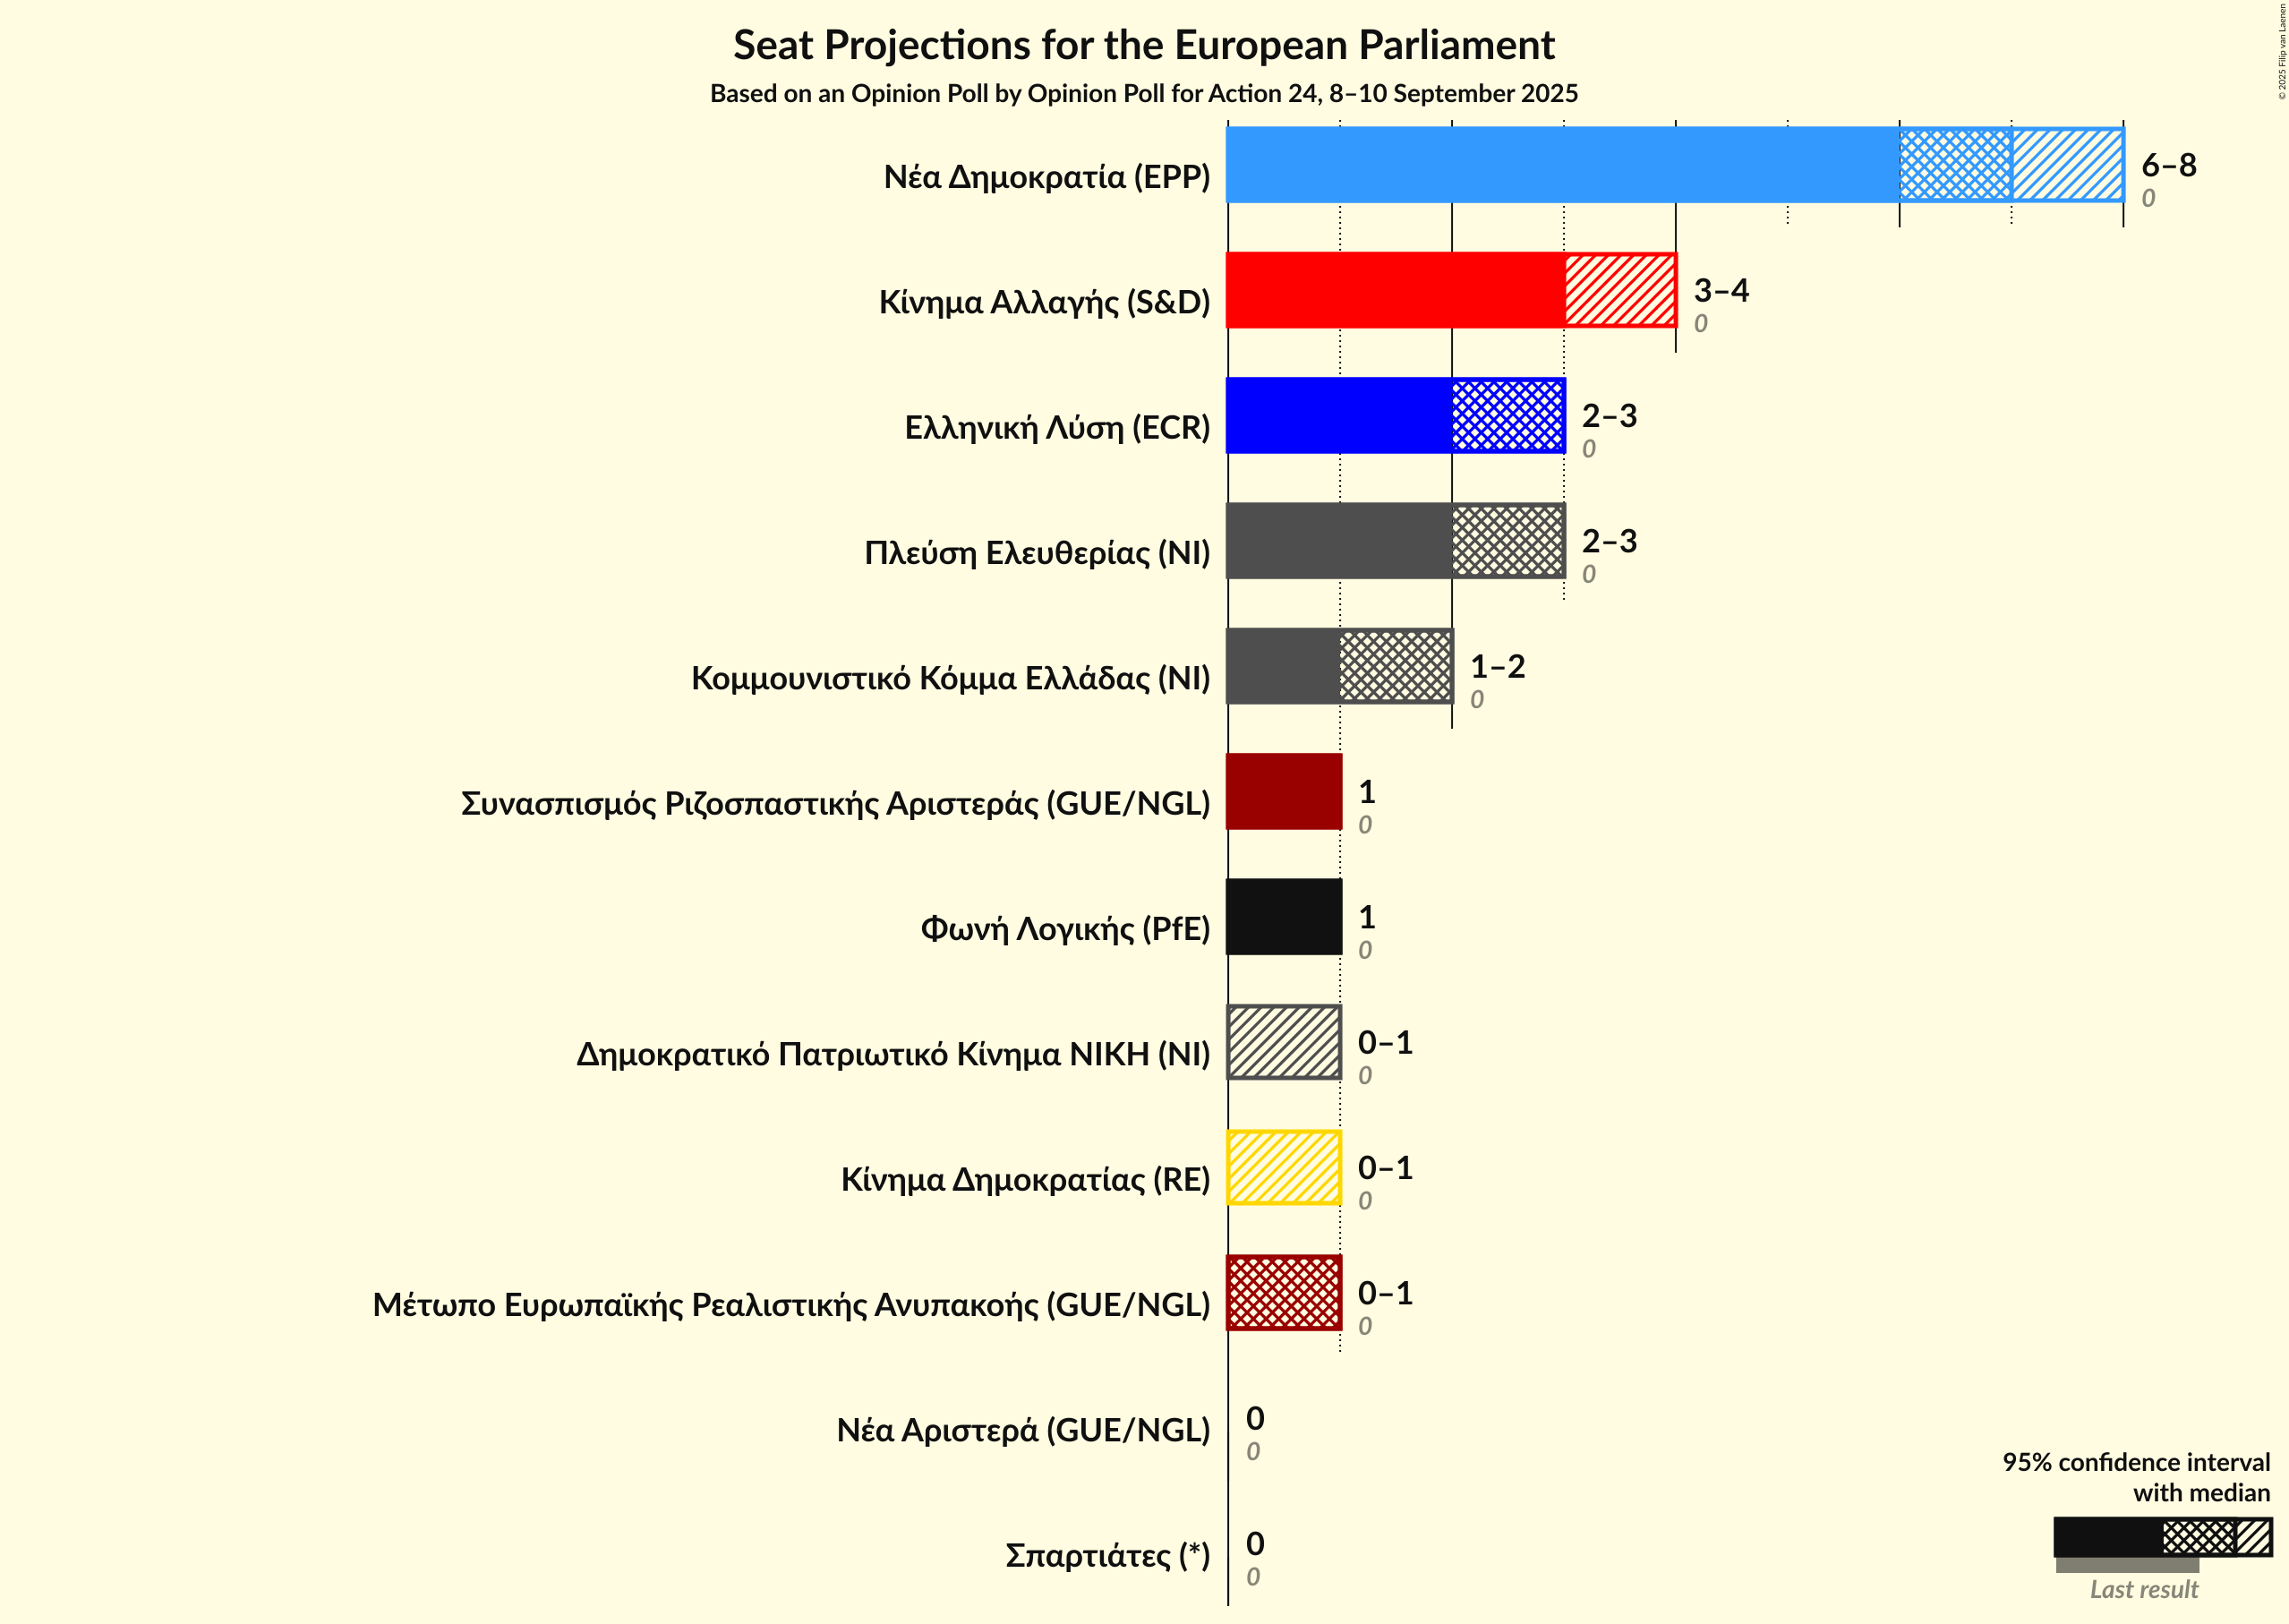 Seat Projections for the European Parliament
Based on an Opinion Poll by Opinion Poll for Action 24, 8–10 September 2025
© 2025 Filip van Laenen
Νέα Δημοκρατία (EPP)
6–8
0
Κίνημα Αλλαγής (S&D)
3–4
0
Ελληνική Λύση (ECR)
2–3
0
Πλεύση Ελευθερίας (NI)
2–3
0
Κομμουνιστικό Κόμμα Ελλάδας (NI)
1–2
0
Συνασπισμός Ριζοσπαστικής Αριστεράς (GUE/NGL)
1
0
Φωνή Λογικής (PfE)
1
0
Δημοκρατικό Πατριωτικό Κίνημα ΝΙΚΗ (NI)
0–1
0
Κίνημα Δημοκρατίας (RE)
0–1
0
Μέτωπο Ευρωπαϊκής Ρεαλιστικής Ανυπακοής (GUE/NGL)
0–1
0
Νέα Αριστερά (GUE/NGL)
0
0
Σπαρτιάτες (*)
0
0
95% confidence interval
with median
Last result